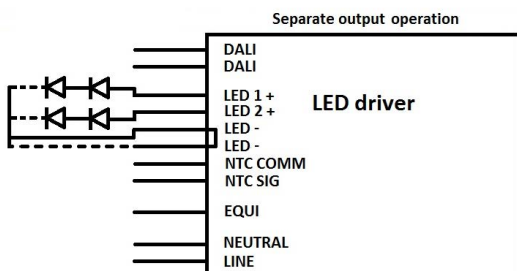 Separate output operation
DALI
DALI
LED 1 +
LED 2 +
LED driver
LED -
LED -
NTC COMM
NTC SIG
EQUI
NEUTRAL
LINE